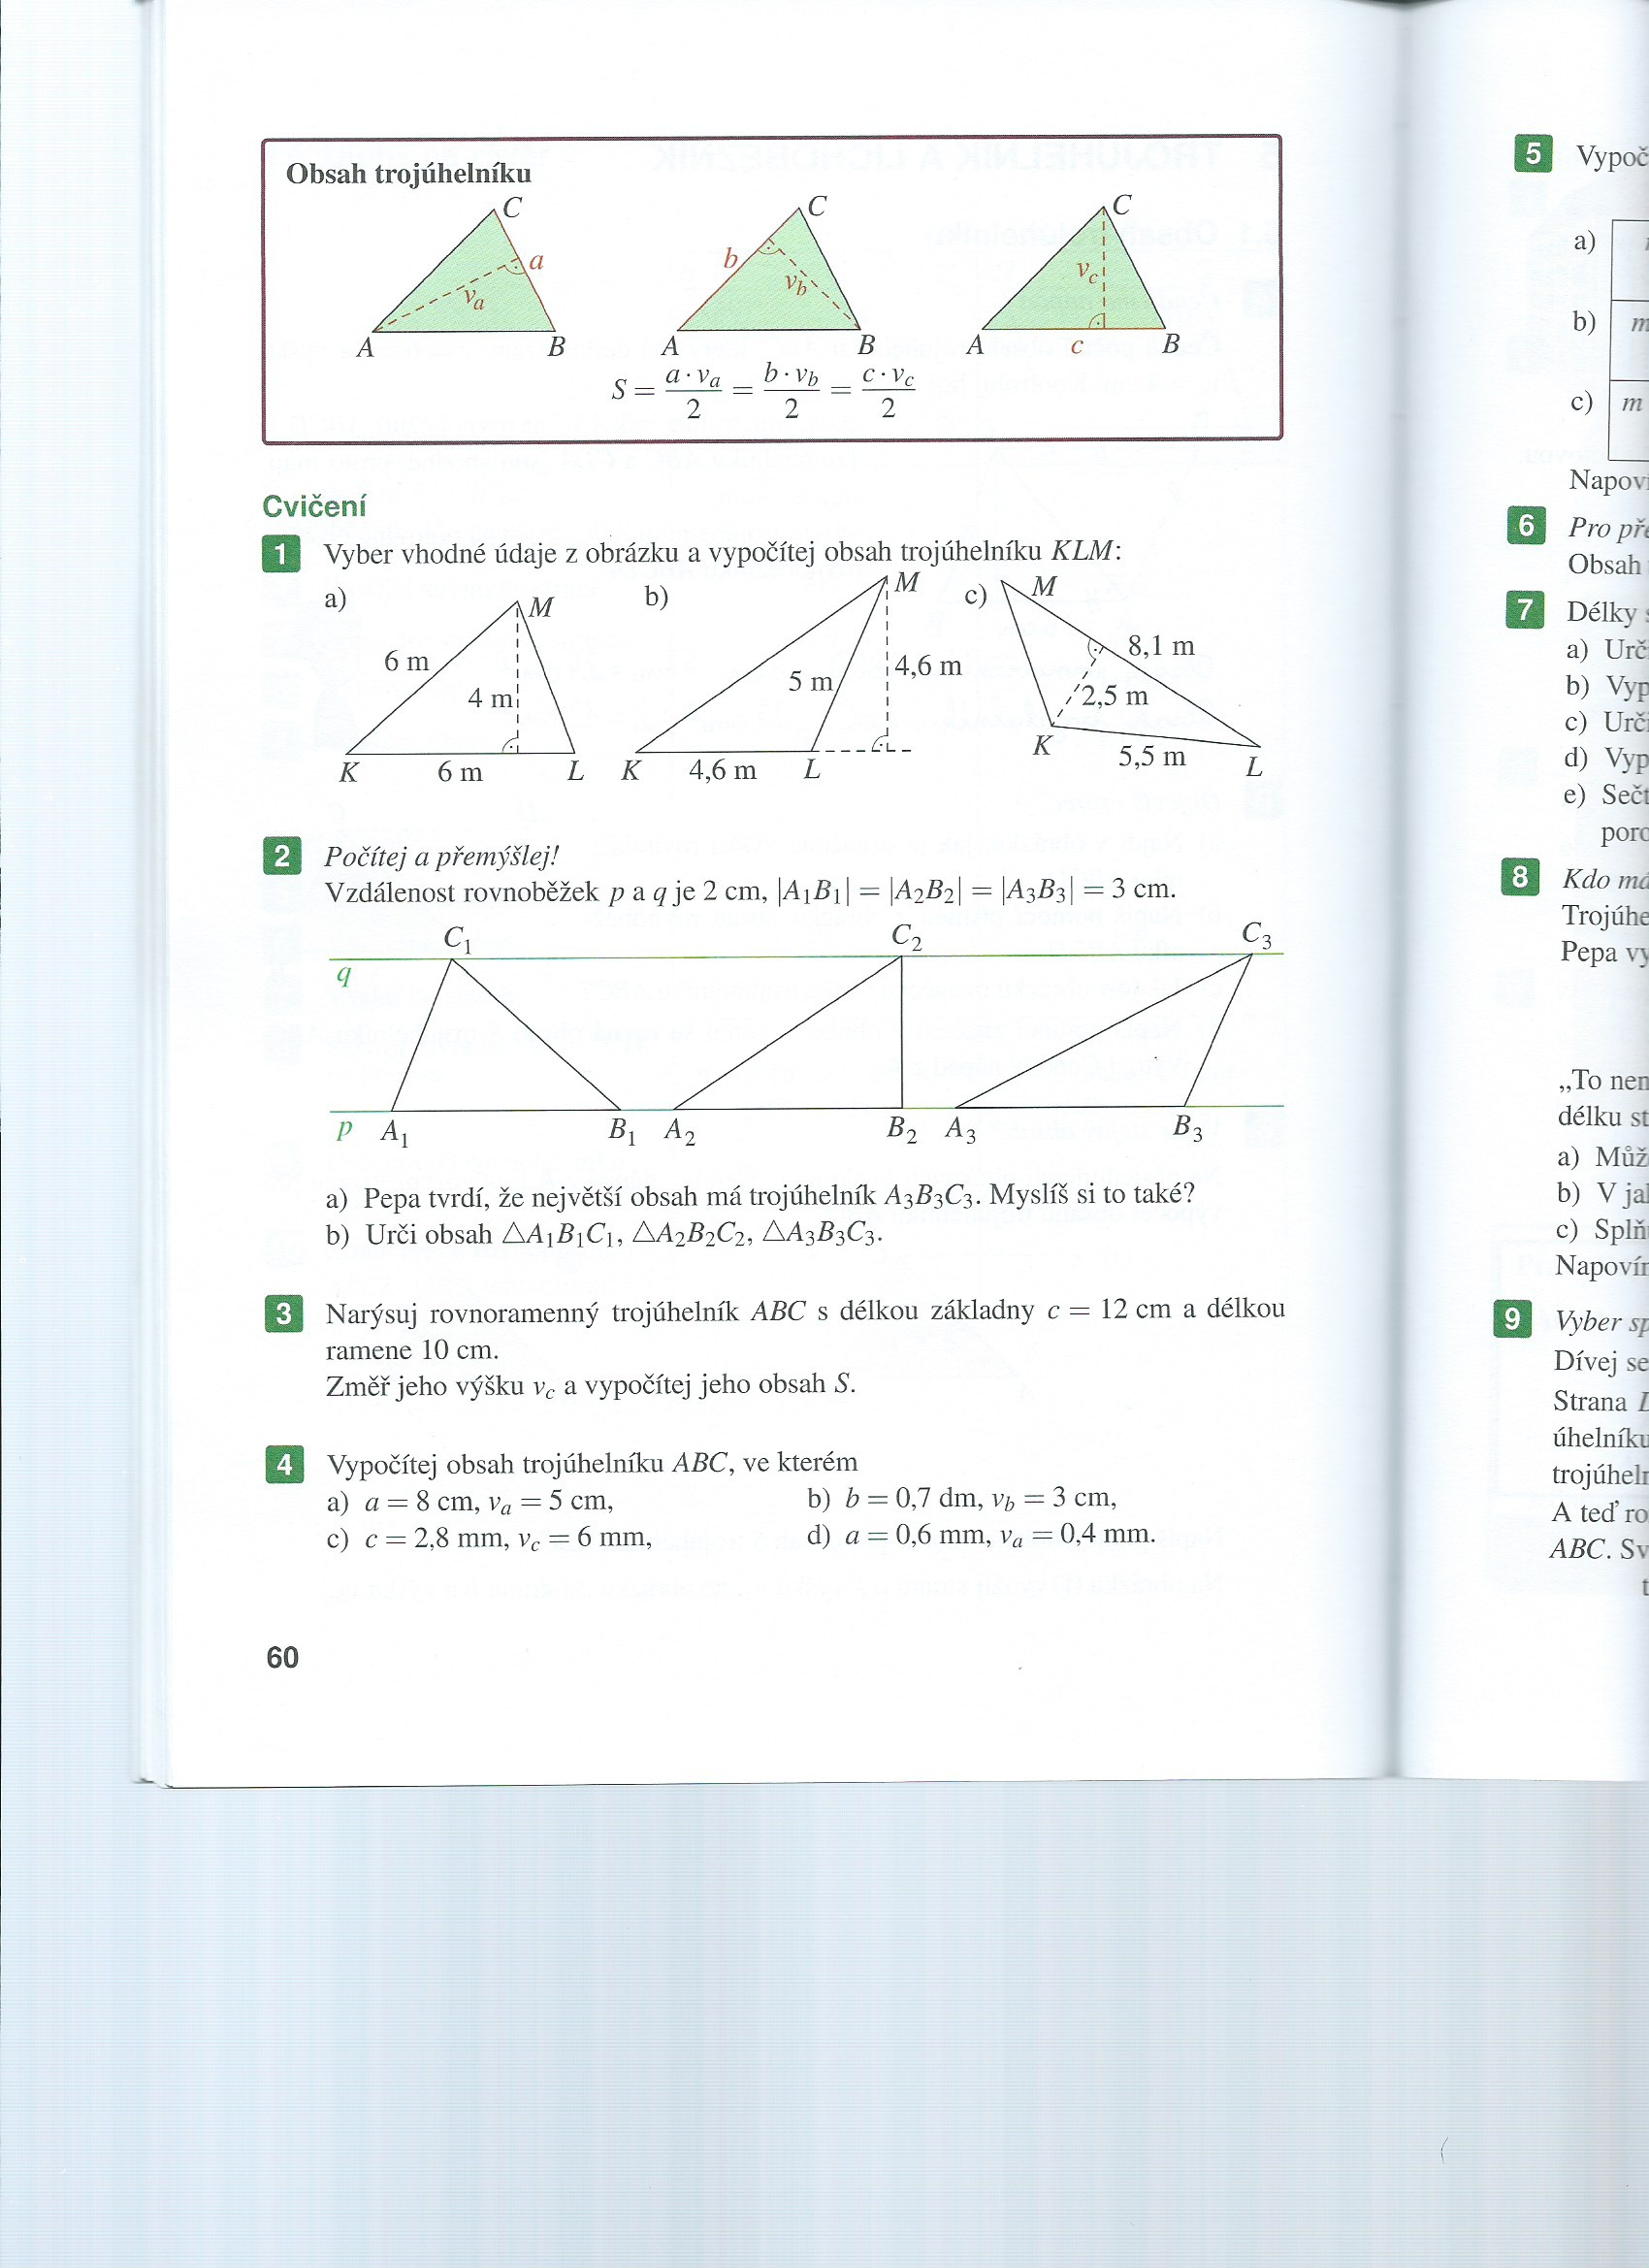 Obsah trojúhelníku
C C C
a b
v_a v_b v_c
A B A B A c B
S = a · v_a / 2 = b · v_b / 2 = c · v_c / 2
Cvičení
1 Vyber vhodné údaje z obrázku a vypočítej obsah trojúhelníku KLM:
a) M b) M c) M
6 m 4 m 5 m 4,6 m 8,1 m 2,5 m
K 6 m L K 4,6 m L K 5,5 m L
2 Počítej a přemýšlej!
Vzdálenost rovnoběžek p a q je 2 cm, |A₁B₁| = |A₂B₂| = |A₃B₃| = 3 cm.
C₁ C₂ C₃
q
p A₁ B₁ A₂ B₂ A₃ B₃
a) Pepa tvrdí, že největší obsah má trojúhelník A₃B₃C₃. Myslíš si to také?
b) Urči obsah △A₁B₁C₁, △A₂B₂C₂, △A₃B₃C₃.
3 Narýsuj rovnoramenný trojúhelník ABC s délkou základny c = 12 cm a délkou
ramene 10 cm.
Změř jeho výšku v_c a vypočítej jeho obsah S.
4 Vypočítej obsah trojúhelníku ABC, ve kterém
a) a = 8 cm, v_a = 5 cm, b) b = 0,7 dm, v_b = 3 cm,
c) c = 2,8 mm, v_c = 6 mm, d) a = 0,6 mm, v_a = 0,4 mm.
60
5
a)
b) m
c) m
6 Pro
Obsah
7 Délky
a)
b)
c)
d)
e)
8 Kdo
Pepa
„To
délku
a)
b) V
c)
9 Vyber
Dívej se
Strana
A teď
ABC.